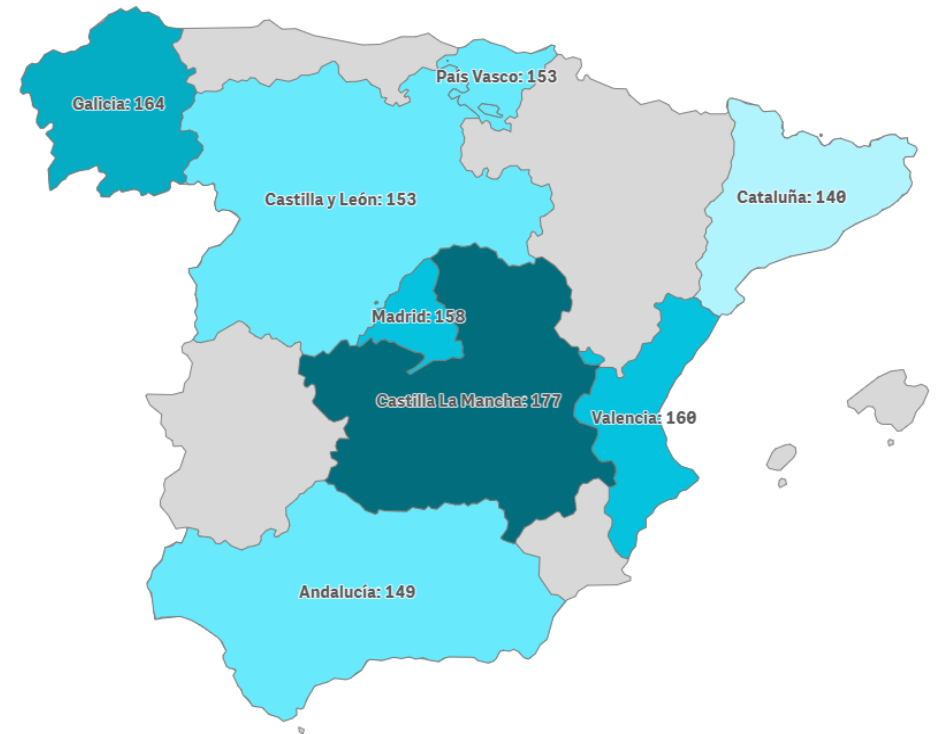 País Vasco: 153
Galicia: 164
Cataluña: 140
Castilla y León: 153
Madrid: 158
Castilla La Mancha: 177
Valencia: 160
Andalucía: 149